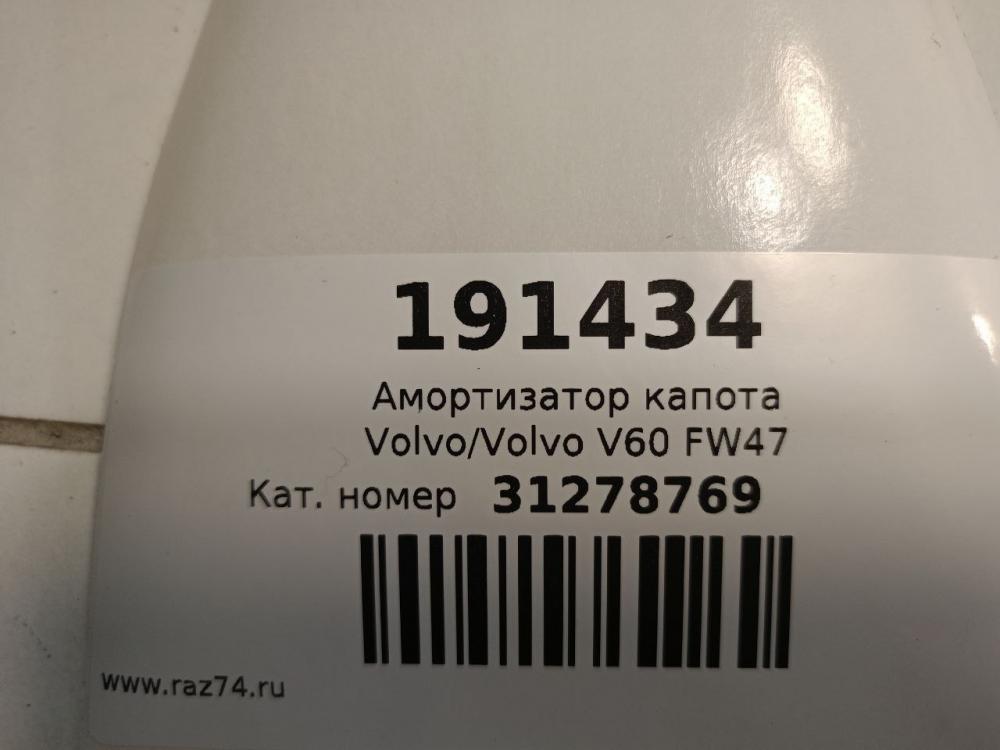 191434
Амортизатор капота
Volvo/Volvo V60 FW47
Кат. номер 31278769
www.raz74.ru